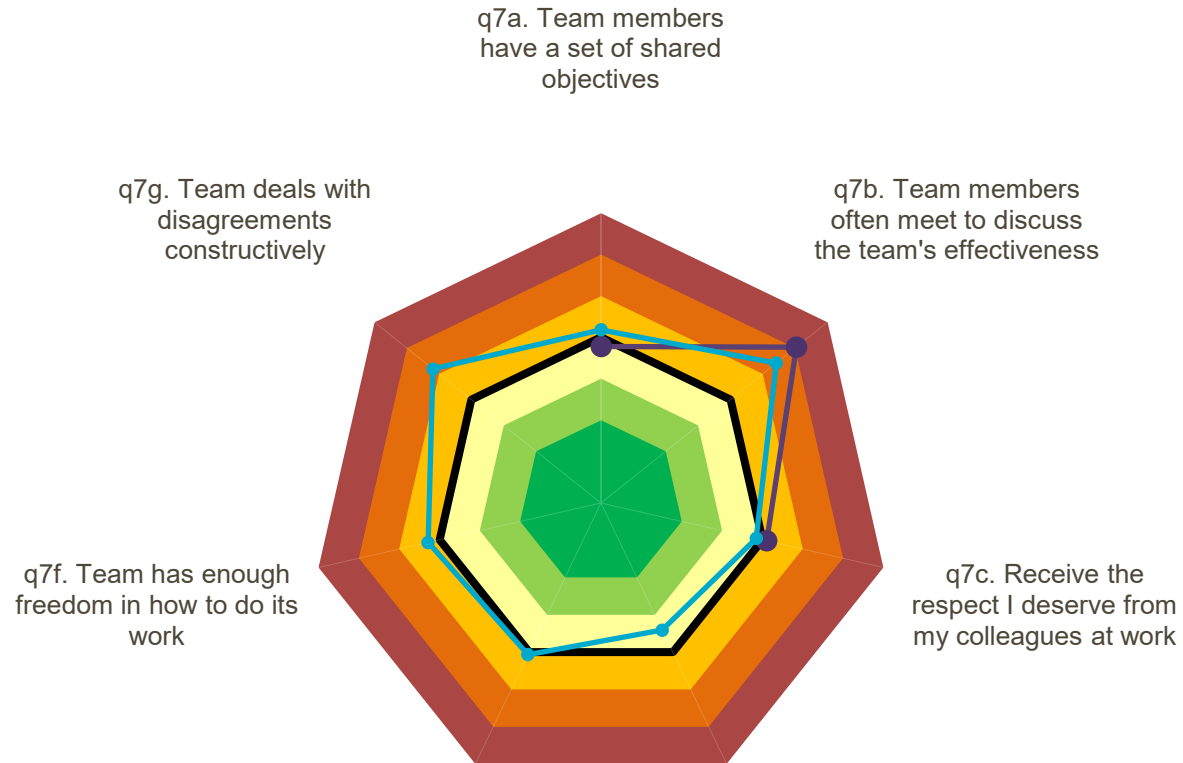 q7a. Team members
have a set of shared
objectives
q7g. Team deals with
disagreements
constructively
q7b. Team members
often meet to discuss
the team's effectiveness
q7f. Team has enough
freedom in how to do its
work
q7c. Receive the
respect I deserve from
my colleagues at work